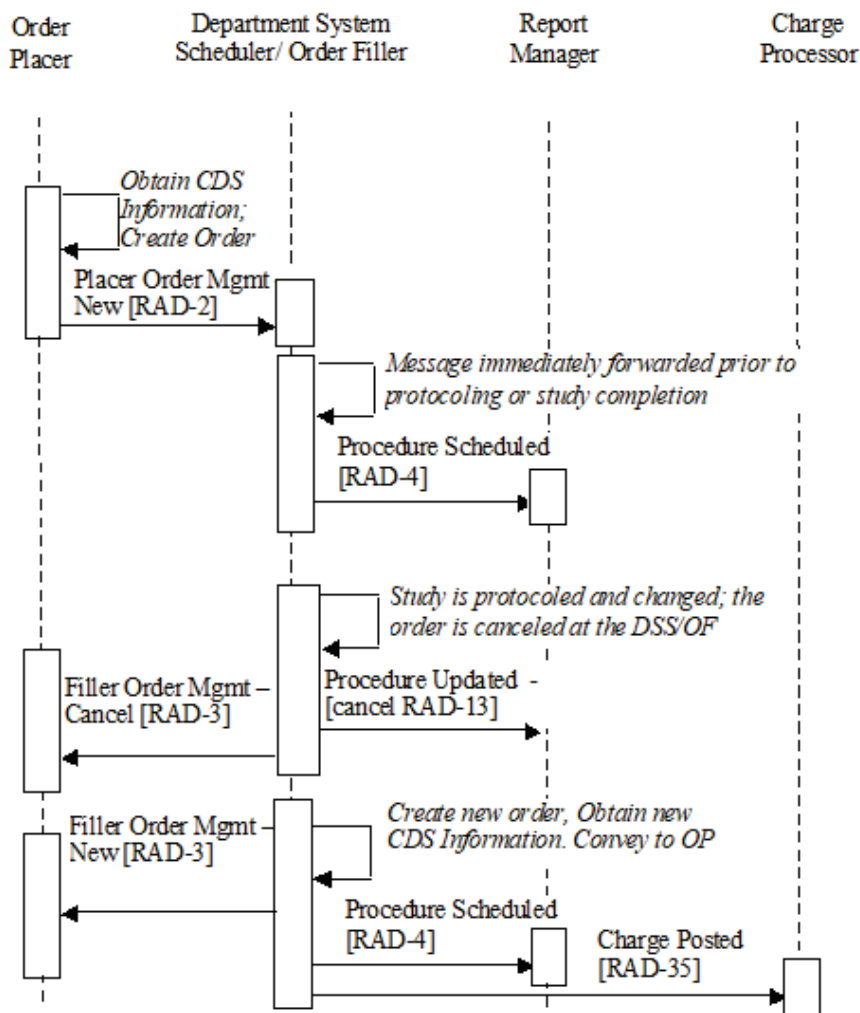 Order
Placer
Department System
Scheduler/ Order Filler
Report
Manager
Charge
Processor
Obtain CDS
Information;
Create Order
Placer Order Mgmt
New [RAD-2]
Message immediately forwarded prior to
protocoling or study completion
Procedure Scheduled
[RAD-4]
Study is protocoled and changed; the
order is canceled at the DSS/OF
Filler Order Mgmt –
Cancel [RAD-3]
Procedure Updated -
[cancel RAD-13]
Create new order, Obtain new
CDS Information. Convey to OP
Filler Order Mgmt –
New [RAD-3]
Procedure Scheduled
[RAD-4]
Charge Posted
[RAD-35]